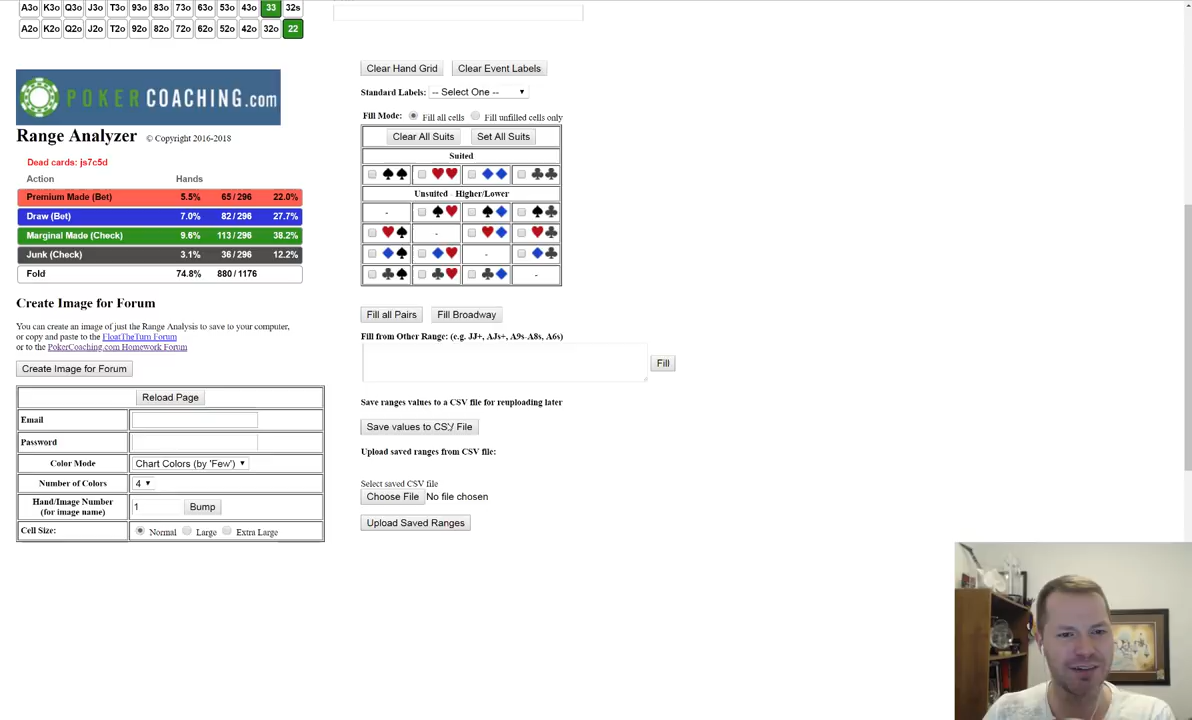 A3o K3o Q3o J3o T3o 93o 83o 73o 63o 53o 43o 33 32s
A2o K2o Q2o J2o T2o 92o 82o 72o 62o 52o 42o 32o 22
POKERCOACHING.com
Range Analyzer © Copyright 2016-2018
Dead cards: js7c5d
Action Hands
Premium Made (Bet) 5.5% 65 / 296 22.0%
Draw (Bet) 7.0% 82 / 296 27.7%
Marginal Made (Check) 9.6% 113 / 296 38.2%
Junk (Check) 3.1% 36 / 296 12.2%
Fold 74.8% 880 / 1176
Create Image for Forum
You can create an image of just the Range Analysis to save to your computer,
or copy and paste to the FloatTheTurn Forum
or to the PokerCoaching.com Homework Forum
Create Image for Forum
Reload Page
Email
Password
Color Mode Chart Colors (by 'Few')
Number of Colors 4
Hand/Image Number
(for image name) 1 Bump
Cell Size: Normal Large Extra Large
Clear Hand Grid Clear Event Labels
Standard Labels: -- Select One --
Fill Mode: Fill all cells Fill unfilled cells only
Clear All Suits Set All Suits
Suited
♠♠ ♥♥ ♦♦ ♣♣
Unsuited - Higher/Lower
- ♠♥ ♠♦ ♠♣
♥♠ - ♥♦ ♥♣
♦♠ ♦♥ - ♦♣
♣♠ ♣♥ ♣♦ -
Fill all Pairs Fill Broadway
Fill from Other Range: (e.g. JJ+, AJs+, A9s-A8s, A6s)
Fill
Save ranges values to a CSV file for reuploading later
Save values to CSV File
Upload saved ranges from CSV file:
Select saved CSV file
Choose File No file chosen
Upload Saved Ranges